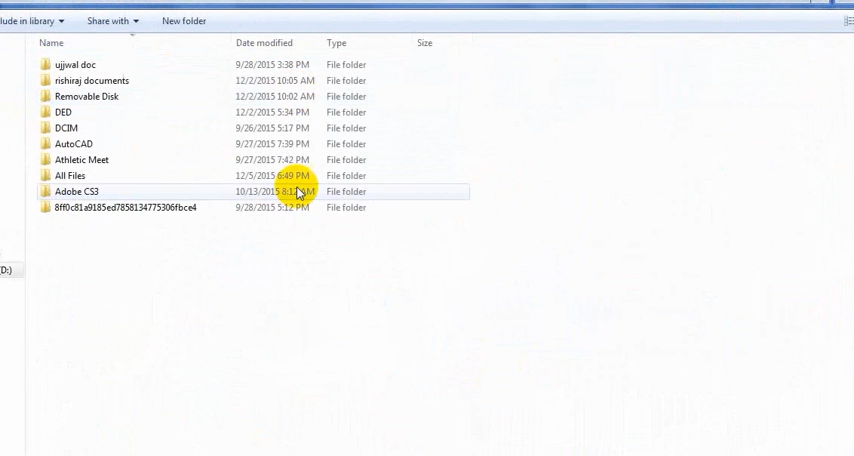 lude in library Share with New folder
Name Date modified Type Size
ujjwal doc 9/28/2015 3:38 PM File folder
rishiraj documents 12/2/2015 10:05 AM File folder
Removable Disk 12/2/2015 10:02 AM File folder
DED 12/2/2015 5:34 PM File folder
DCIM 9/26/2015 5:17 PM File folder
AutoCAD 9/27/2015 7:39 PM File folder
Athletic Meet 9/27/2015 7:42 PM File folder
All Files 12/5/2015 6:49 PM File folder
Adobe CS3 10/13/2015 File folder
8ff0c81a9185ed7858134775306fbce4 9/28/2015 5:12 PM File folder
(D:)